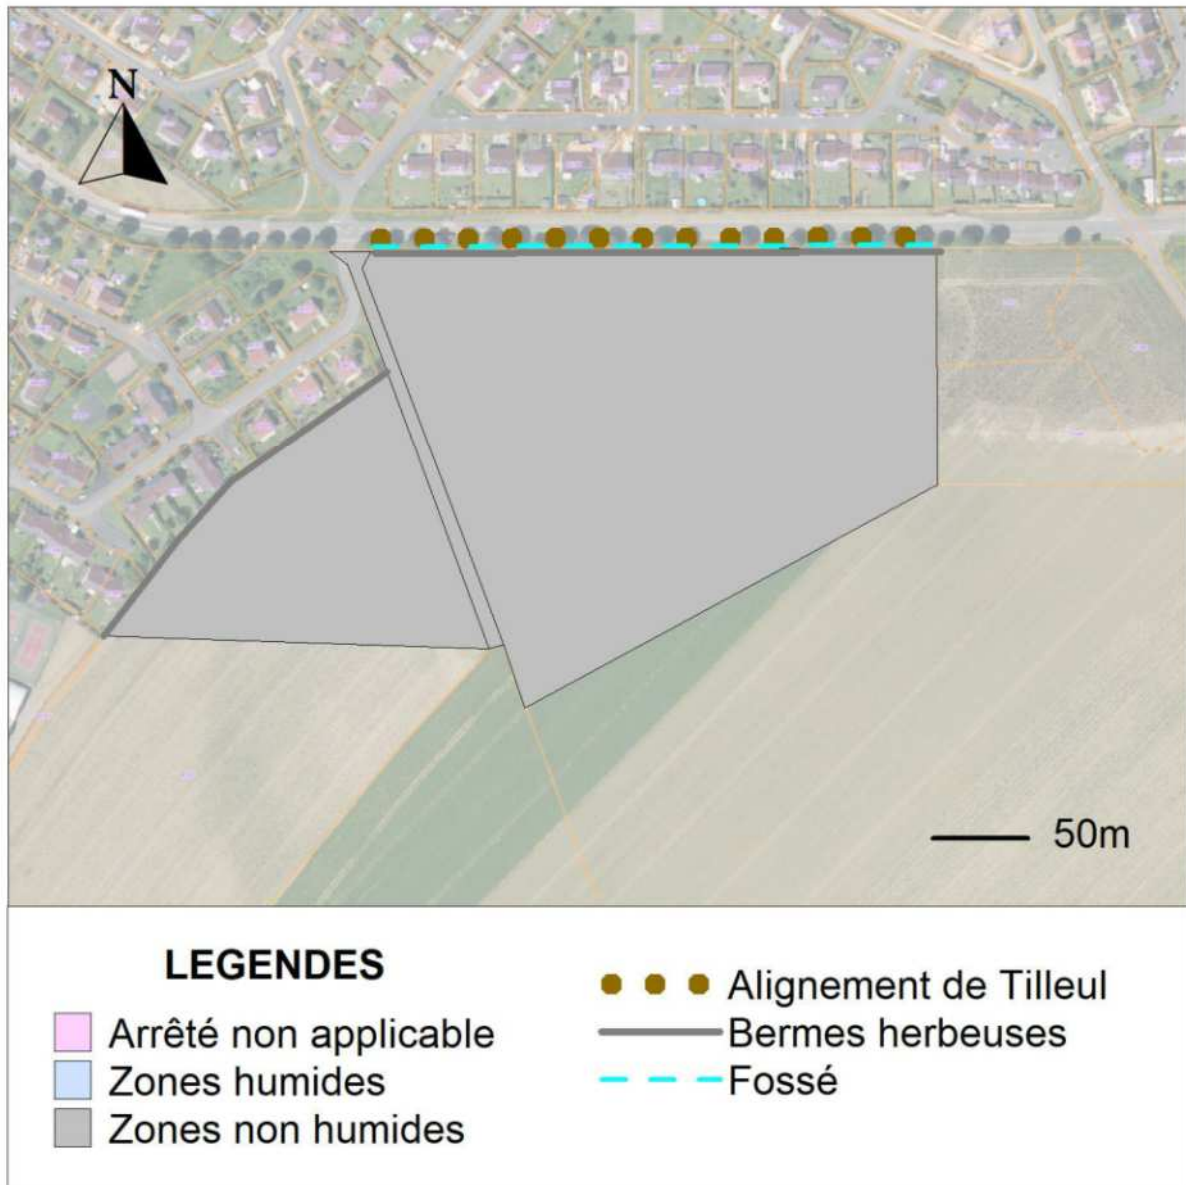 N
50m
LEGENDES
Arrêté non applicable
Zones humides
Zones non humides
Alignement de Tilleul
Bermes herbeuses
Fossé